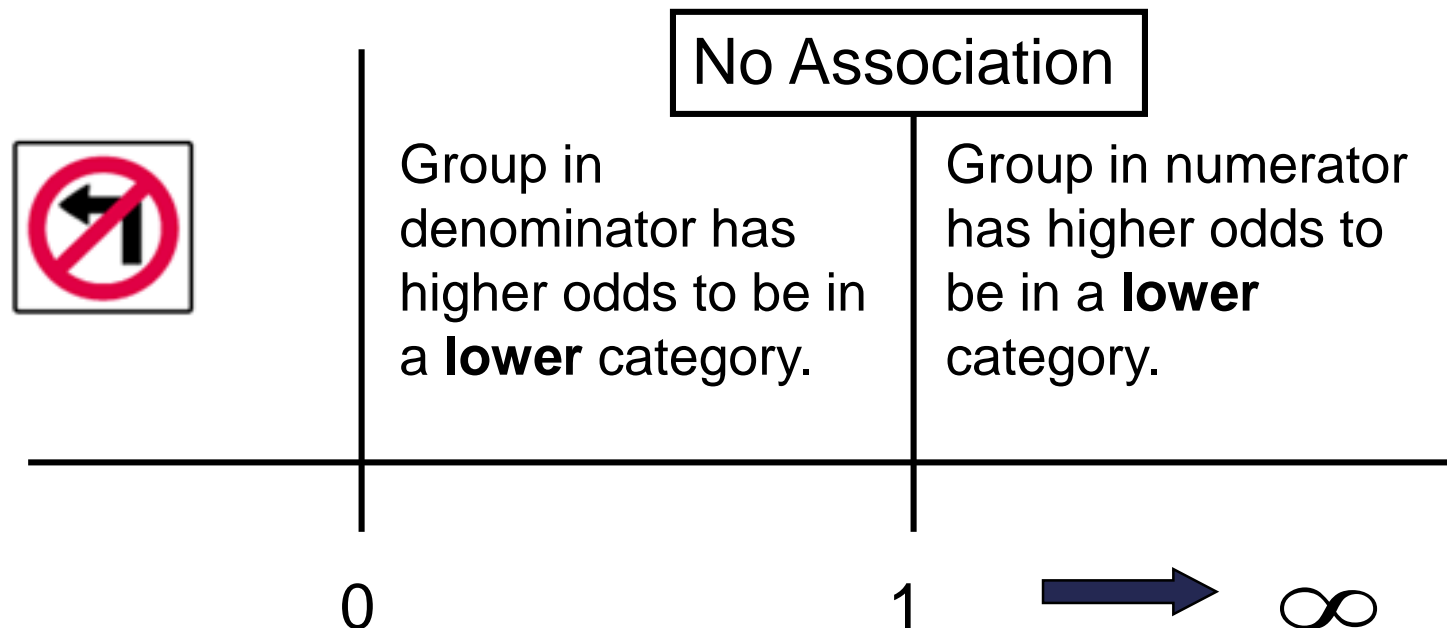 No Association
Group in
denominator has
higher odds to be in
a lower category.
Group in numerator
has higher odds to
be in a lower
category.
0
1
∞